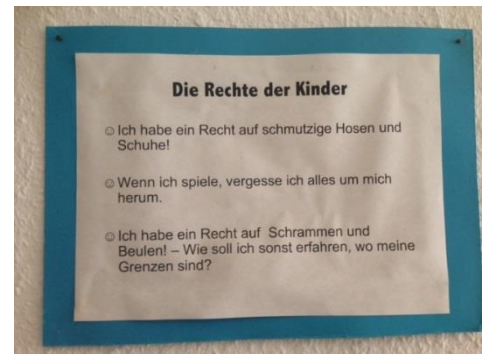 Die Rechte der Kinder
☺ Ich habe ein Recht auf schmutzige Hosen und
Schuhe!
☺ Wenn ich spiele, vergesse ich alles um mich
herum.
☺ Ich habe ein Recht auf Schrammen und
Beulen! – Wie soll ich sonst erfahren, wo meine
Grenzen sind?